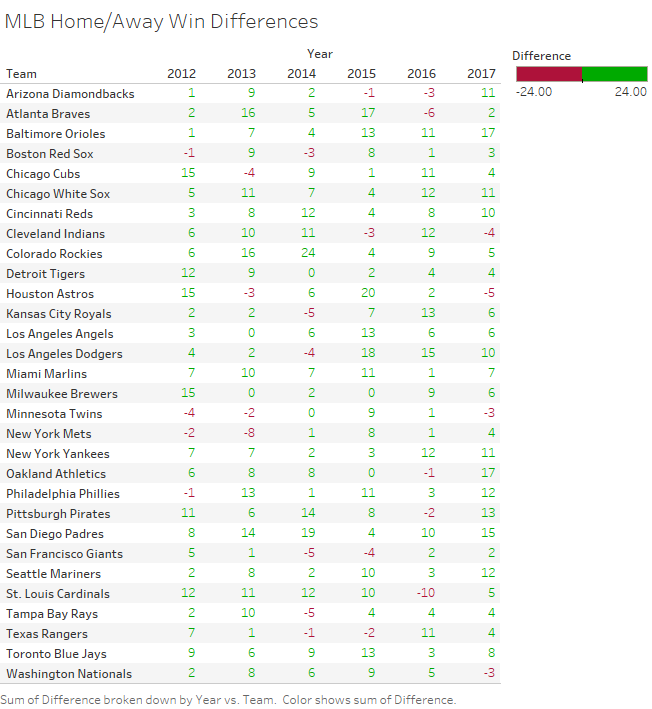 MLB Home/Away Win Differences
Year
Team 2012 2013 2014 2015 2016 2017
Arizona Diamondbacks 1 9 2 -1 -3 11
Atlanta Braves 2 16 5 17 -6 2
Baltimore Orioles 1 7 4 13 11 17
Boston Red Sox -1 9 -3 8 1 3
Chicago Cubs 15 -4 9 1 11 4
Chicago White Sox 5 11 7 4 12 11
Cincinnati Reds 3 8 12 4 8 10
Cleveland Indians 6 10 11 -3 12 -4
Colorado Rockies 6 16 24 4 9 5
Detroit Tigers 12 9 0 2 4 4
Houston Astros 15 -3 6 20 2 -5
Kansas City Royals 2 2 -5 7 13 6
Los Angeles Angels 3 0 6 13 6 6
Los Angeles Dodgers 4 2 -4 18 15 10
Miami Marlins 7 10 7 11 1 7
Milwaukee Brewers 15 0 2 0 9 6
Minnesota Twins -4 -2 0 9 1 -3
New York Mets -2 -8 1 8 1 4
New York Yankees 7 7 2 3 12 11
Oakland Athletics 6 8 8 0 -1 17
Philadelphia Phillies -1 13 1 11 3 12
Pittsburgh Pirates 11 6 14 8 -2 13
San Diego Padres 8 14 19 4 10 15
San Francisco Giants 5 1 -5 -4 2 2
Seattle Mariners 2 8 2 10 3 12
St. Louis Cardinals 12 11 12 10 -10 5
Tampa Bay Rays 2 10 -5 4 4 4
Texas Rangers 7 1 -1 -2 11 4
Toronto Blue Jays 9 6 9 13 3 8
Washington Nationals 2 8 6 9 5 -3
Sum of Difference broken down by Year vs. Team. Color shows sum of Difference.
Difference
-24.00 24.00